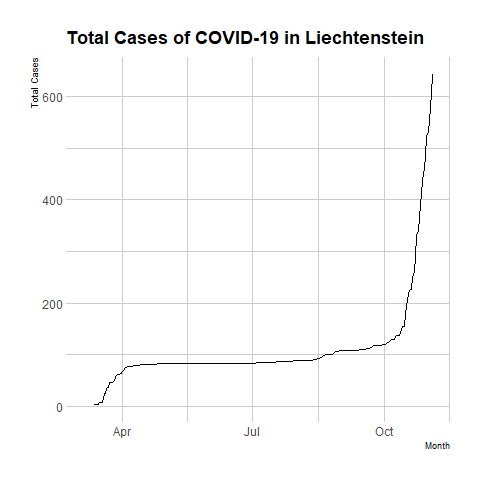 Total Cases of COVID-19 in Liechtenstein
Total Cases
600
400
200
0
Apr Jul Oct
Month